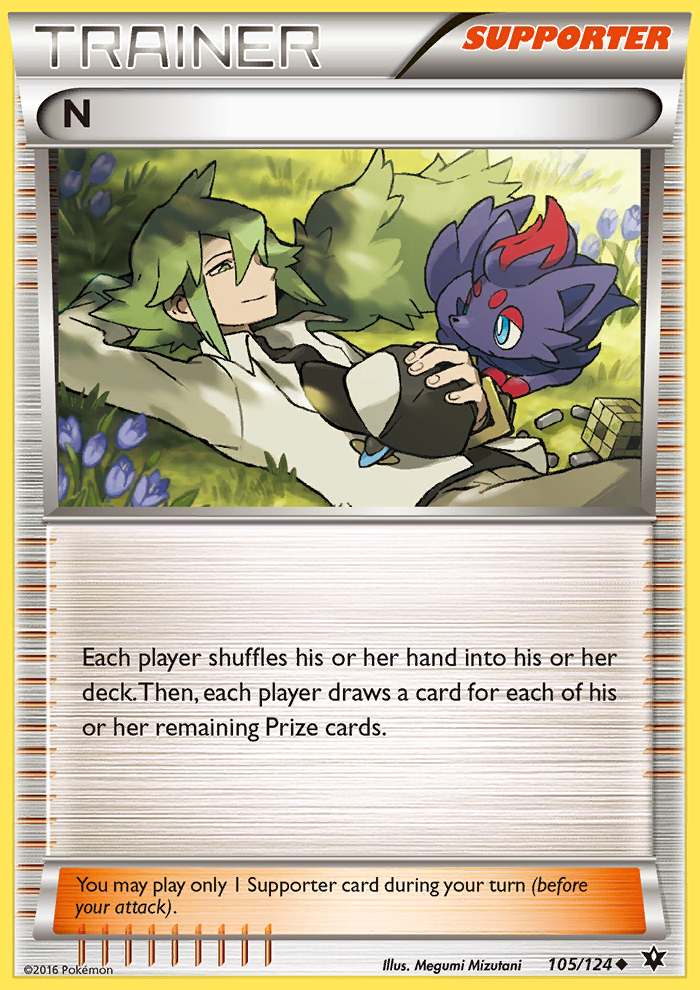 TRAINER
SUPPORTER
N
Each player shuffles his or her hand into his or her
deck. Then, each player draws a card for each of his
or her remaining Prize cards.
You may play only 1 Supporter card during your turn (before
your attack).
©2016 Pokémon
Illus. Megumi Mizutani
105/124